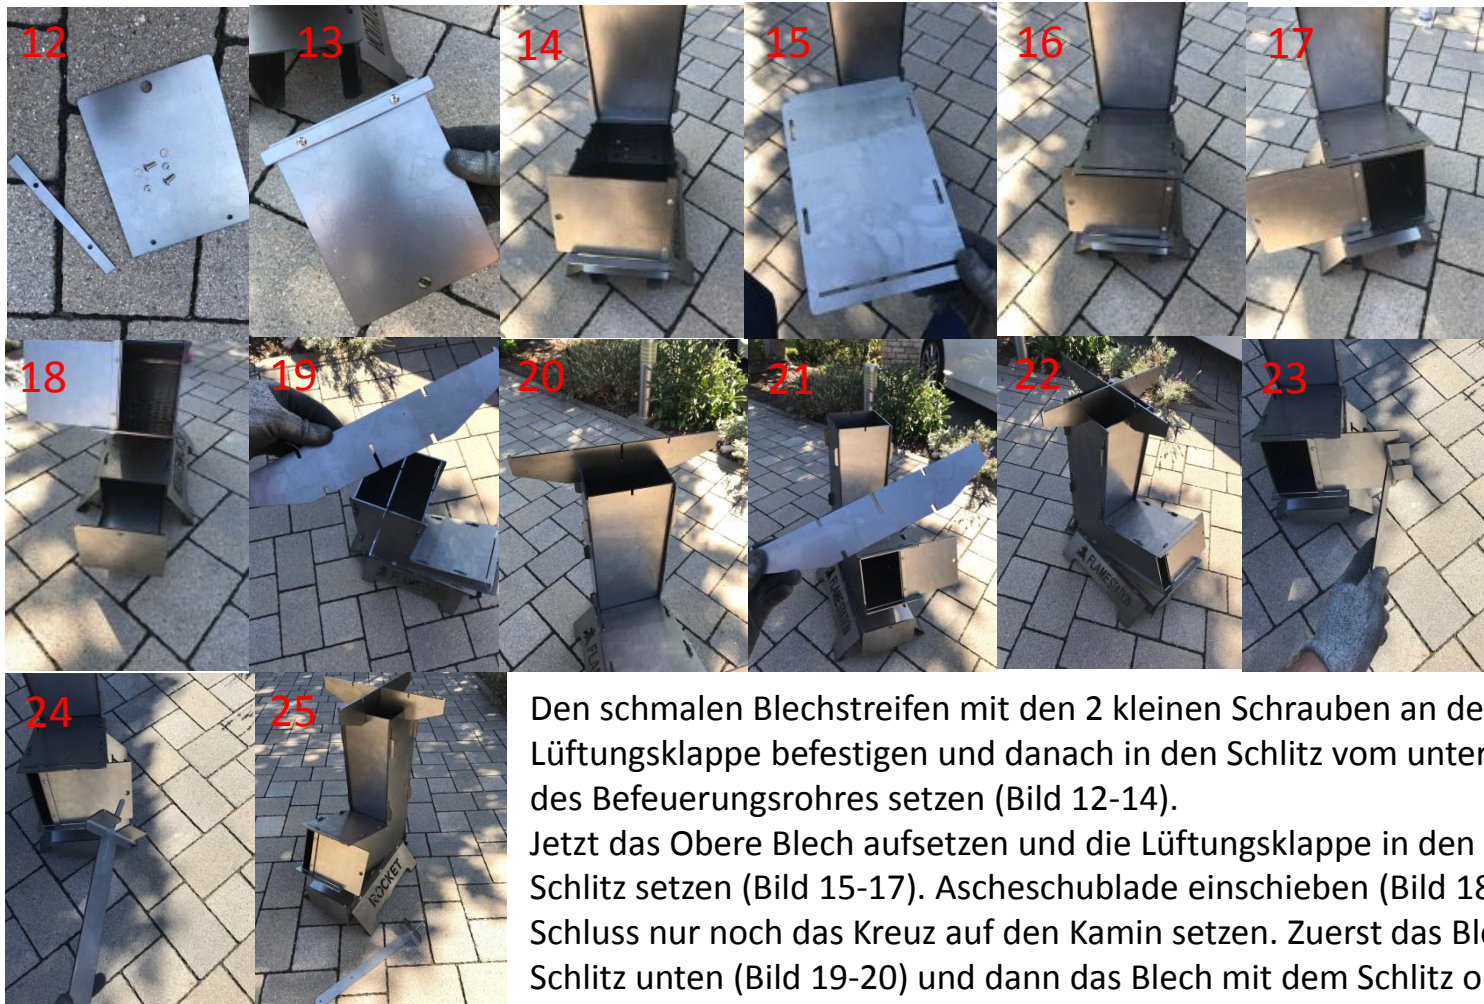 12
13
14
15
16
17
18
19
20
21
22
23
24
25
FLAMESTATION
FLAMESTATION
FLAMESTATION
ROCKET
Den schmalen Blechstreifen mit den 2 kleinen Schrauben an de
Lüftungsklappe befestigen und danach in den Schlitz vom unter
des Befeuerungsrohres setzen (Bild 12-14).
Jetzt das Obere Blech aufsetzen und die Lüftungsklappe in den
Schlitz setzen (Bild 15-17). Ascheschublade einschieben (Bild 18
Schluss nur noch das Kreuz auf den Kamin setzen. Zuerst das Ble
Schlitz unten (Bild 19-20) und dann das Blech mit dem Schlitz o